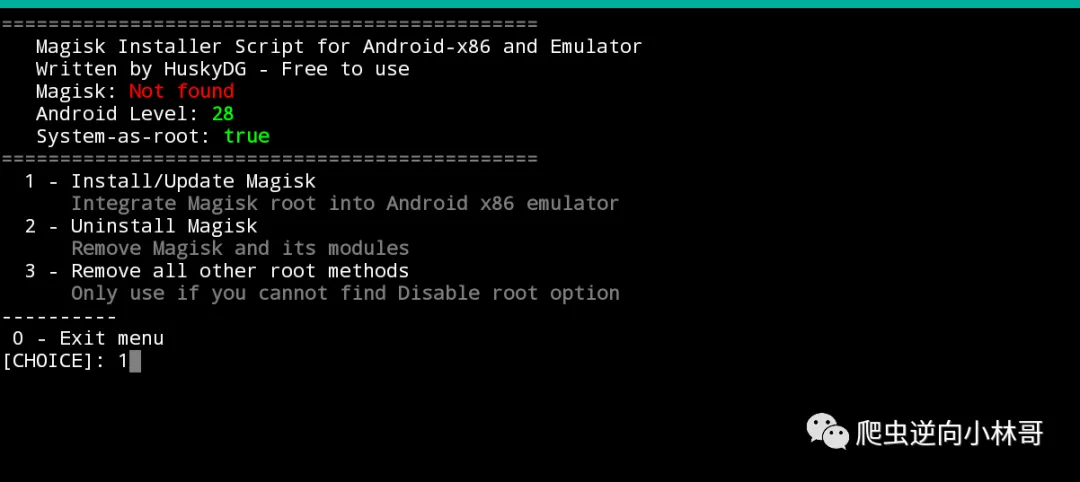 ==============================================
Magisk Installer Script for Android-x86 and Emulator
Written by HuskyDG - Free to use
Magisk: Not found
Android Level: 28
System-as-root: true
==============================================
1 - Install/Update Magisk
Integrate Magisk root into Android x86 emulator
2 - Uninstall Magisk
Remove Magisk and its modules
3 - Remove all other root methods
Only use if you cannot find Disable root option
----------
0 - Exit menu
[CHOICE]: 1
爬虫逆向小林哥